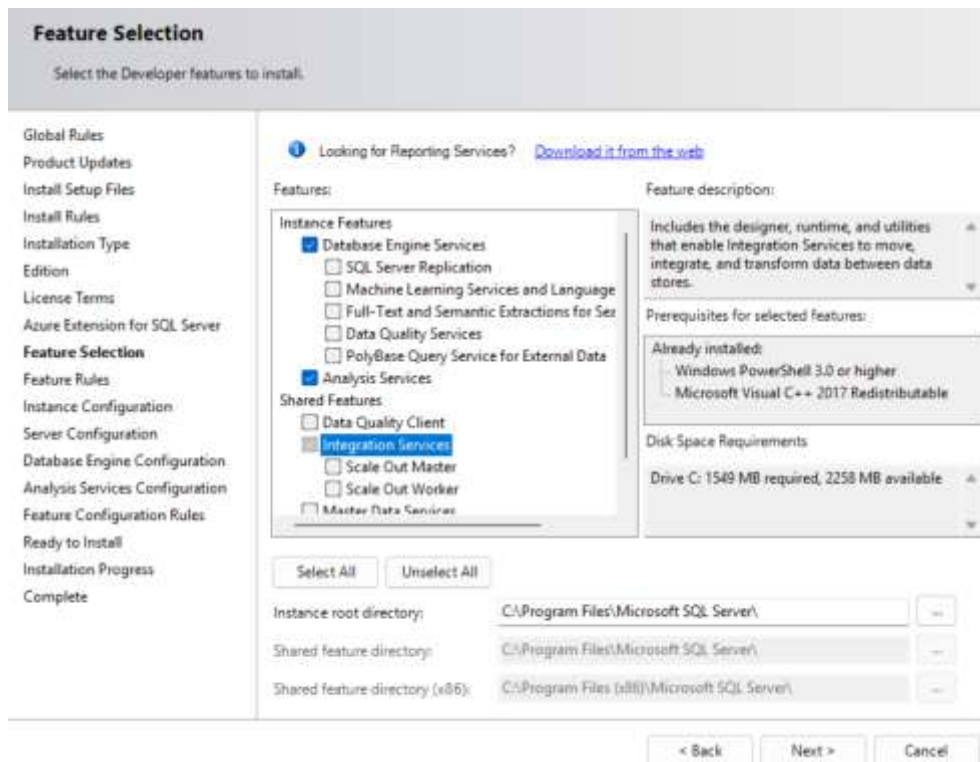 Feature Selection
Select the Developer features to install.
Global Rules
Product Updates
Install Setup Files
Install Rules
Installation Type
Edition
License Terms
Azure Extension for SQL Server
Feature Selection
Feature Rules
Instance Configuration
Server Configuration
Database Engine Configuration
Analysis Services Configuration
Feature Configuration Rules
Ready to Install
Installation Progress
Complete
Looking for Reporting Services? Download it from the web
Features:
Instance Features
Database Engine Services
SQL Server Replication
Machine Learning Services and Language
Full-Text and Semantic Extractions for Sea
Data Quality Services
PolyBase Query Service for External Data
Analysis Services
Shared Features
Data Quality Client
Integration Services
Scale Out Master
Scale Out Worker
Master Data Services
Feature description:
Includes the designer, runtime, and utilities
that enable Integration Services to move,
integrate, and transform data between data
stores.
Prerequisites for selected features:
Already installed:
Windows PowerShell 3.0 or higher
Microsoft Visual C++ 2017 Redistributable
Disk Space Requirements
Drive C: 1549 MB required, 2258 MB available
Select All Unselect All
Instance root directory: C:\Program Files\Microsoft SQL Server\ ...
Shared feature directory: C:\Program Files\Microsoft SQL Server\ ...
Shared feature directory (x86): C:\Program Files (x86)\Microsoft SQL Server\ ...
< Back Next > Cancel